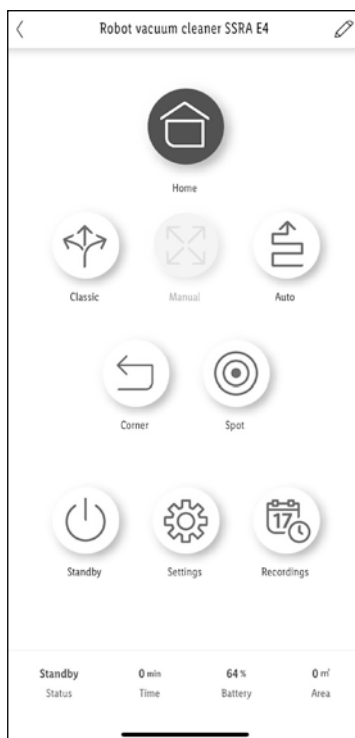 Robot vacuum cleaner SSRA E4
Home
Classic Manual Auto
Corner Spot
17
Standby Settings Recordings
Standby 0 min 64 % 0 m²
Status Time Battery Area